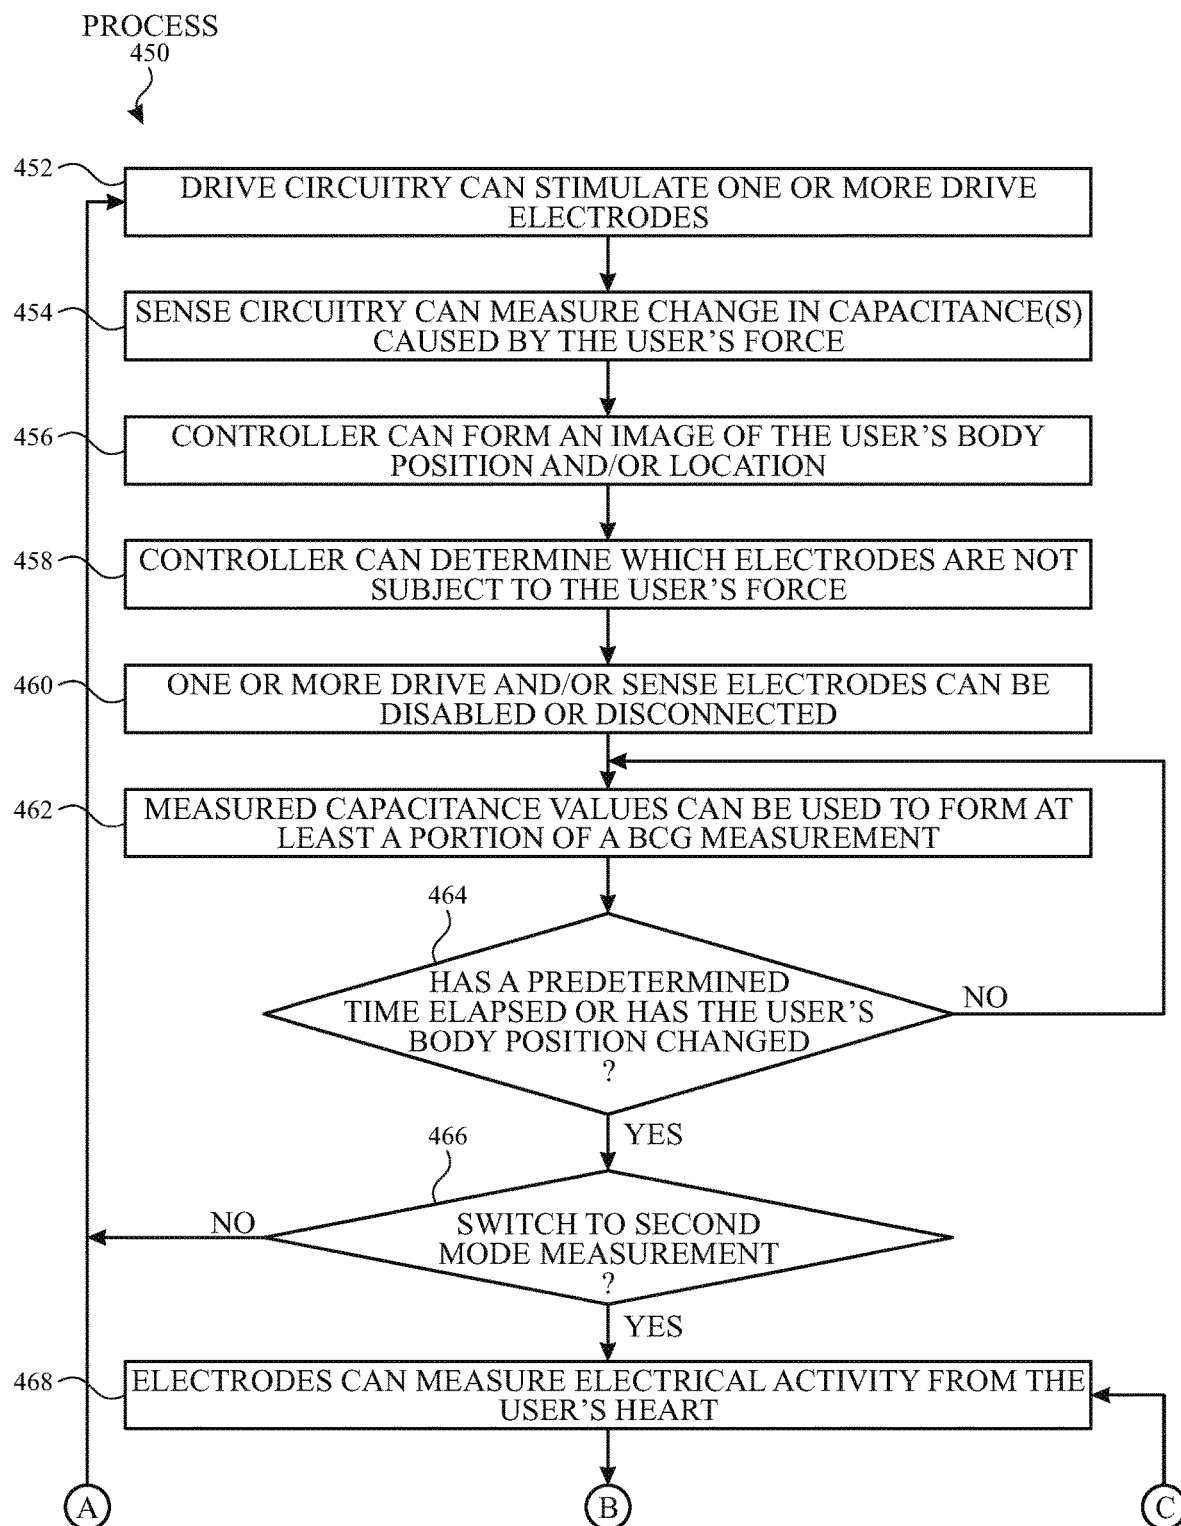 PROCESS
450
452
DRIVE CIRCUITRY CAN STIMULATE ONE OR MORE DRIVE
ELECTRODES
454
SENSE CIRCUITRY CAN MEASURE CHANGE IN CAPACITANCE(S)
CAUSED BY THE USER'S FORCE
456
CONTROLLER CAN FORM AN IMAGE OF THE USER'S BODY
POSITION AND/OR LOCATION
458
CONTROLLER CAN DETERMINE WHICH ELECTRODES ARE NOT
SUBJECT TO THE USER'S FORCE
460
ONE OR MORE DRIVE AND/OR SENSE ELECTRODES CAN BE
DISABLED OR DISCONNECTED
462
MEASURED CAPACITANCE VALUES CAN BE USED TO FORM AT
LEAST A PORTION OF A BCG MEASUREMENT
464
HAS A PREDETERMINED
TIME ELAPSED OR HAS THE USER'S
BODY POSITION CHANGED
?
NO
YES
466
NO
SWITCH TO SECOND
MODE MEASUREMENT
?
YES
468
ELECTRODES CAN MEASURE ELECTRICAL ACTIVITY FROM THE
USER'S HEART
A
B
C